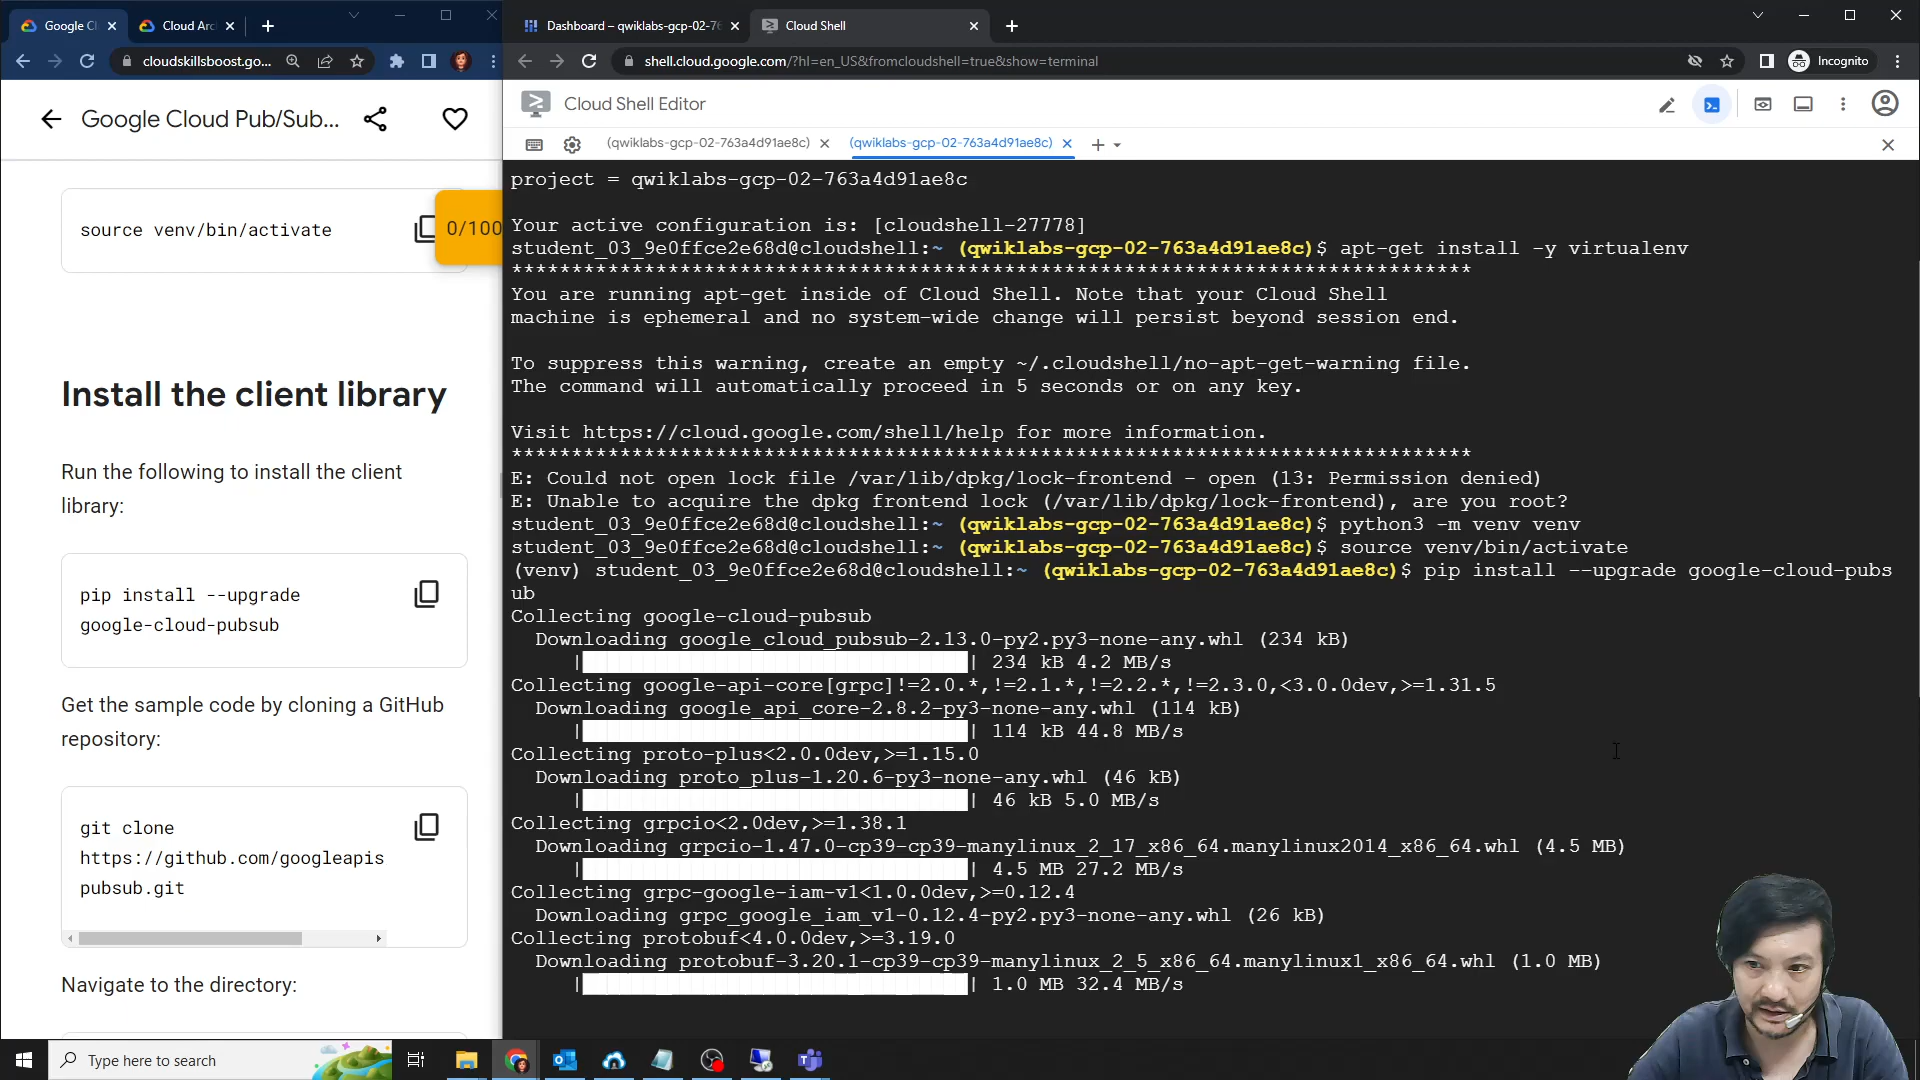 Google Cl
Cloud Arc
Dashboard – qwiklabs-gcp-02-76
Cloud Shell
cloudskillsboost.go...
shell.cloud.google.com/?hl=en_US&fromcloudshell=true&show=terminal
Incognito
Google Cloud Pub/Sub...
source venv/bin/activate
0/100
Install the client library
Run the following to install the client
library:
pip install --upgrade
google-cloud-pubsub
Get the sample code by cloning a GitHub
repository:
git clone
https://github.com/googleapis
pubsub.git
Navigate to the directory:
Cloud Shell Editor
(qwiklabs-gcp-02-763a4d91ae8c)
(qwiklabs-gcp-02-763a4d91ae8c)
project = qwiklabs-gcp-02-763a4d91ae8c
Your active configuration is: [cloudshell-27778]
student_03_9e0ffce2e68d@cloudshell:~ (qwiklabs-gcp-02-763a4d91ae8c)$ apt-get install -y virtualenv
********************************************************************************
You are running apt-get inside of Cloud Shell. Note that your Cloud Shell
machine is ephemeral and no system-wide change will persist beyond session end.
To suppress this warning, create an empty ~/.cloudshell/no-apt-get-warning file.
The command will automatically proceed in 5 seconds or on any key.
Visit https://cloud.google.com/shell/help for more information.
********************************************************************************
E: Could not open lock file /var/lib/dpkg/lock-frontend - open (13: Permission denied)
E: Unable to acquire the dpkg frontend lock (/var/lib/dpkg/lock-frontend), are you root?
student_03_9e0ffce2e68d@cloudshell:~ (qwiklabs-gcp-02-763a4d91ae8c)$ python3 -m venv venv
student_03_9e0ffce2e68d@cloudshell:~ (qwiklabs-gcp-02-763a4d91ae8c)$ source venv/bin/activate
(venv) student_03_9e0ffce2e68d@cloudshell:~ (qwiklabs-gcp-02-763a4d91ae8c)$ pip install --upgrade google-cloud-pubs
ub
Collecting google-cloud-pubsub
Downloading google_cloud_pubsub-2.13.0-py2.py3-none-any.whl (234 kB)
| | 234 kB 4.2 MB/s
Collecting google-api-core[grpc]!=2.0.*,!=2.1.*,!=2.2.*,!=2.3.0,<3.0.0dev,>=1.31.5
Downloading google_api_core-2.8.2-py3-none-any.whl (114 kB)
| | 114 kB 44.8 MB/s
Collecting proto-plus<2.0.0dev,>=1.15.0
Downloading proto_plus-1.20.6-py3-none-any.whl (46 kB)
| | 46 kB 5.0 MB/s
Collecting grpcio<2.0dev,>=1.38.1
Downloading grpcio-1.47.0-cp39-cp39-manylinux_2_17_x86_64.manylinux2014_x86_64.whl (4.5 MB)
| | 4.5 MB 27.2 MB/s
Collecting grpc-google-iam-v1<1.0.0dev,>=0.12.4
Downloading grpc_google_iam_v1-0.12.4-py2.py3-none-any.whl (26 kB)
Collecting protobuf<4.0.0dev,>=3.19.0
Downloading protobuf-3.20.1-cp39-cp39-manylinux_2_5_x86_64.manylinux1_x86_64.whl (1.0 MB)
| | 1.0 MB 32.4 MB/s
Type here to search